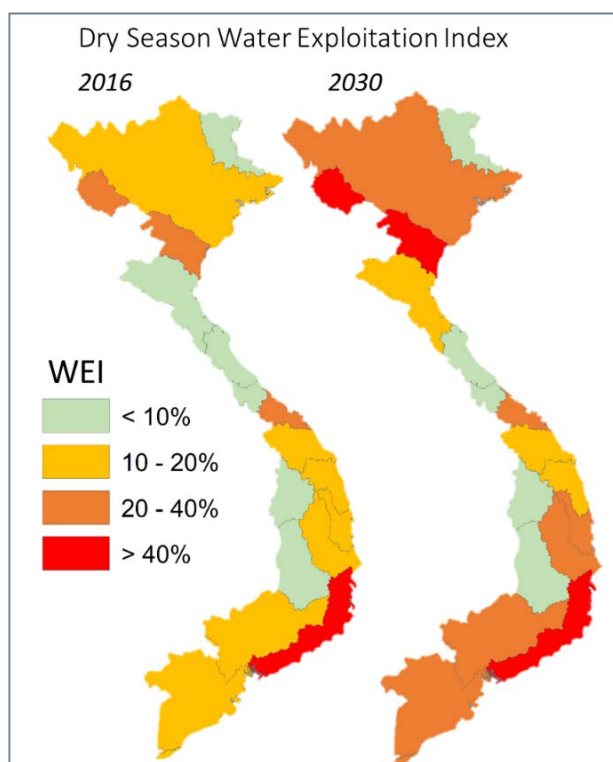 Dry Season Water Exploitation Index
2016
2030
WEI
< 10%
10 - 20%
20 - 40%
> 40%